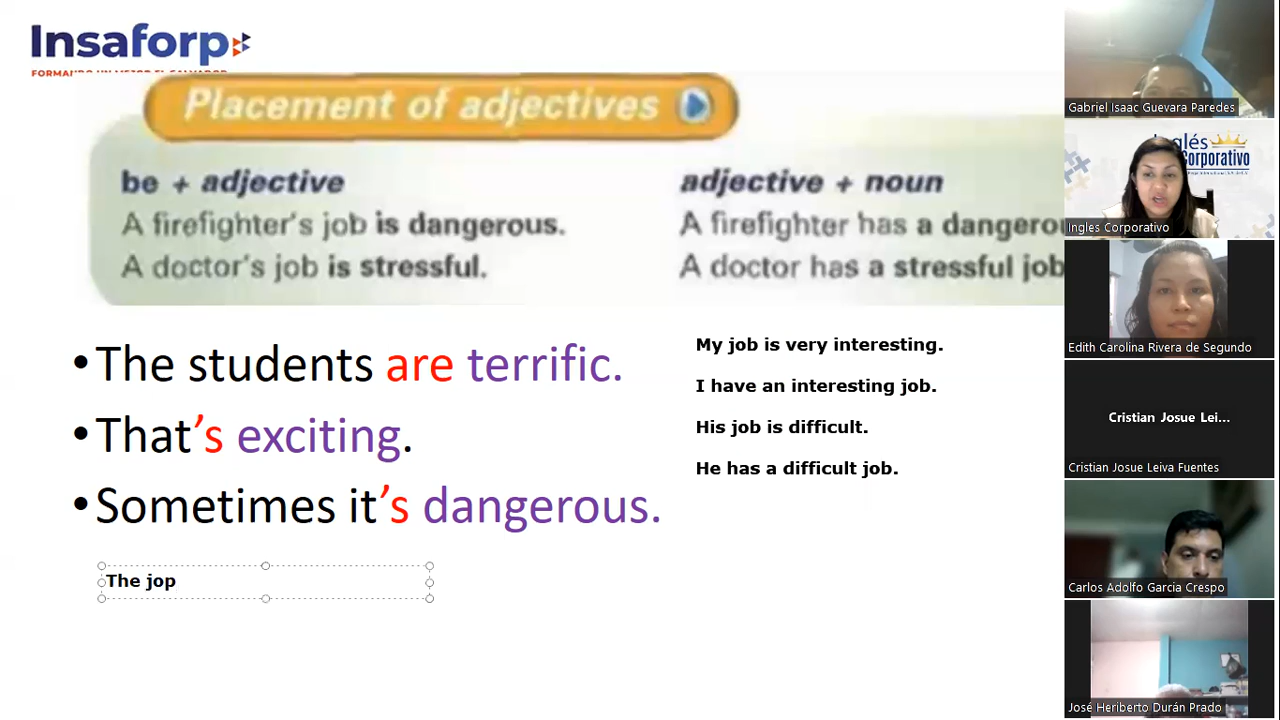 Insaforp
Placement of adjectives
be + adjective
A firefighter's job is dangerous.
A doctor's job is stressful.
adjective + noun
A firefighter has a
A doctor has a stressful job
•The students are terrific.
•That's exciting.
•Sometimes it's dangerous.
My job is very interesting.
I have an interesting job.
His job is difficult.
He has a difficult job.
The jop
Gabriel Isaac Guevara Paredes
Inglés
Corporativo
Ingles Corporativo
Edith Carolina Rivera de Segundo
Cristian Josue Lei...
Cristian Josue Leiva Fuentes
Carlos Adolfo Garcia Crespo
José Heriberto Durán Prado